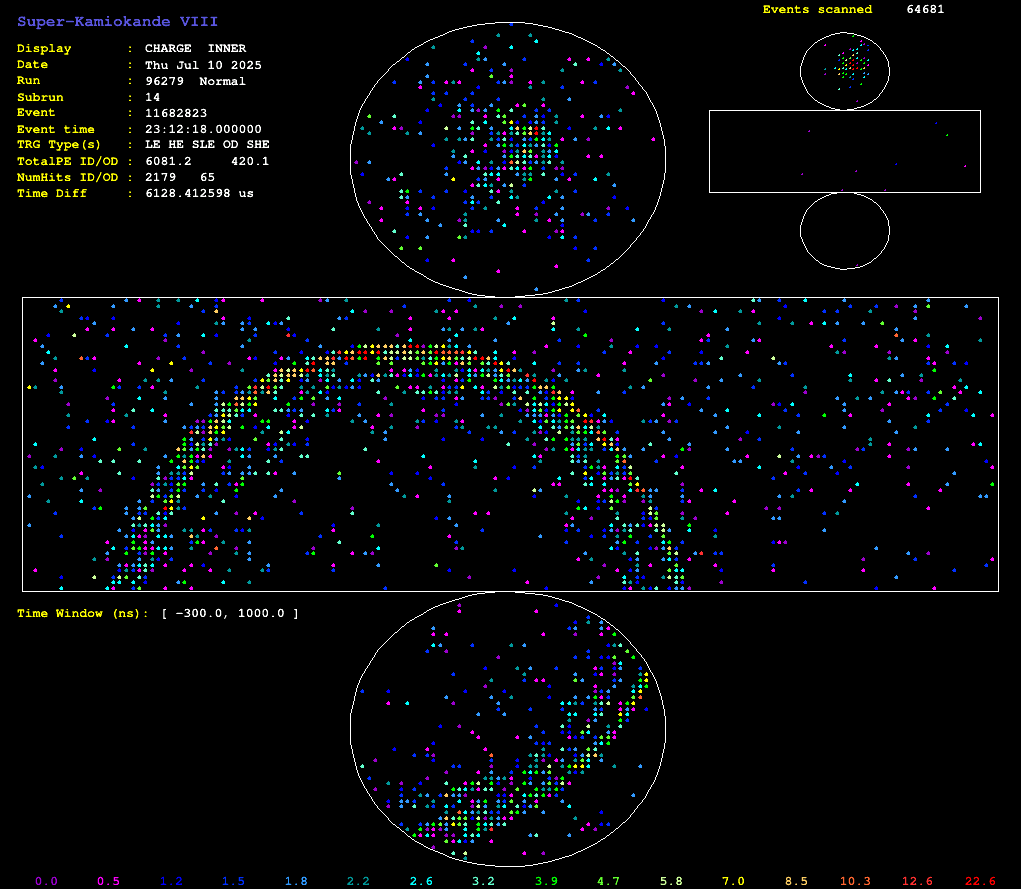 Super-Kamiokande VIII
Display : CHARGE INNER
Date : Thu Jul 10 2025
Run : 96279 Normal
Subrun : 14
Event : 11682823
Event time : 23:12:18.000000
TRG Type(s) : LE HE SLE OD SHE
TotalPE ID/OD : 6081.2 420.1
NumHits ID/OD : 2179 65
Time Diff : 6128.412598 us
Events scanned 64681
Time Window (ns): [ -300.0, 1000.0 ]
0.0 0.5 1.2 1.5 1.8 2.2 2.6 3.2 3.9 4.7 5.8 7.0 8.5 10.3 12.6 22.6